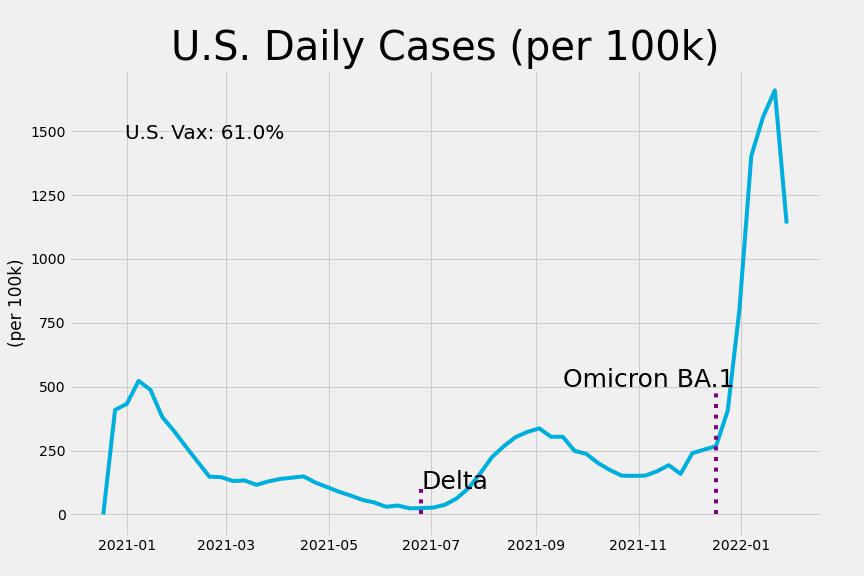 U.S. Daily Cases (per 100k)
U.S. Vax: 61.0%
1500
1250
1000
750
500
250
0
(per 100k)
Omicron BA.1
Delta
2021-01 2021-03 2021-05 2021-07 2021-09 2021-11 2022-01